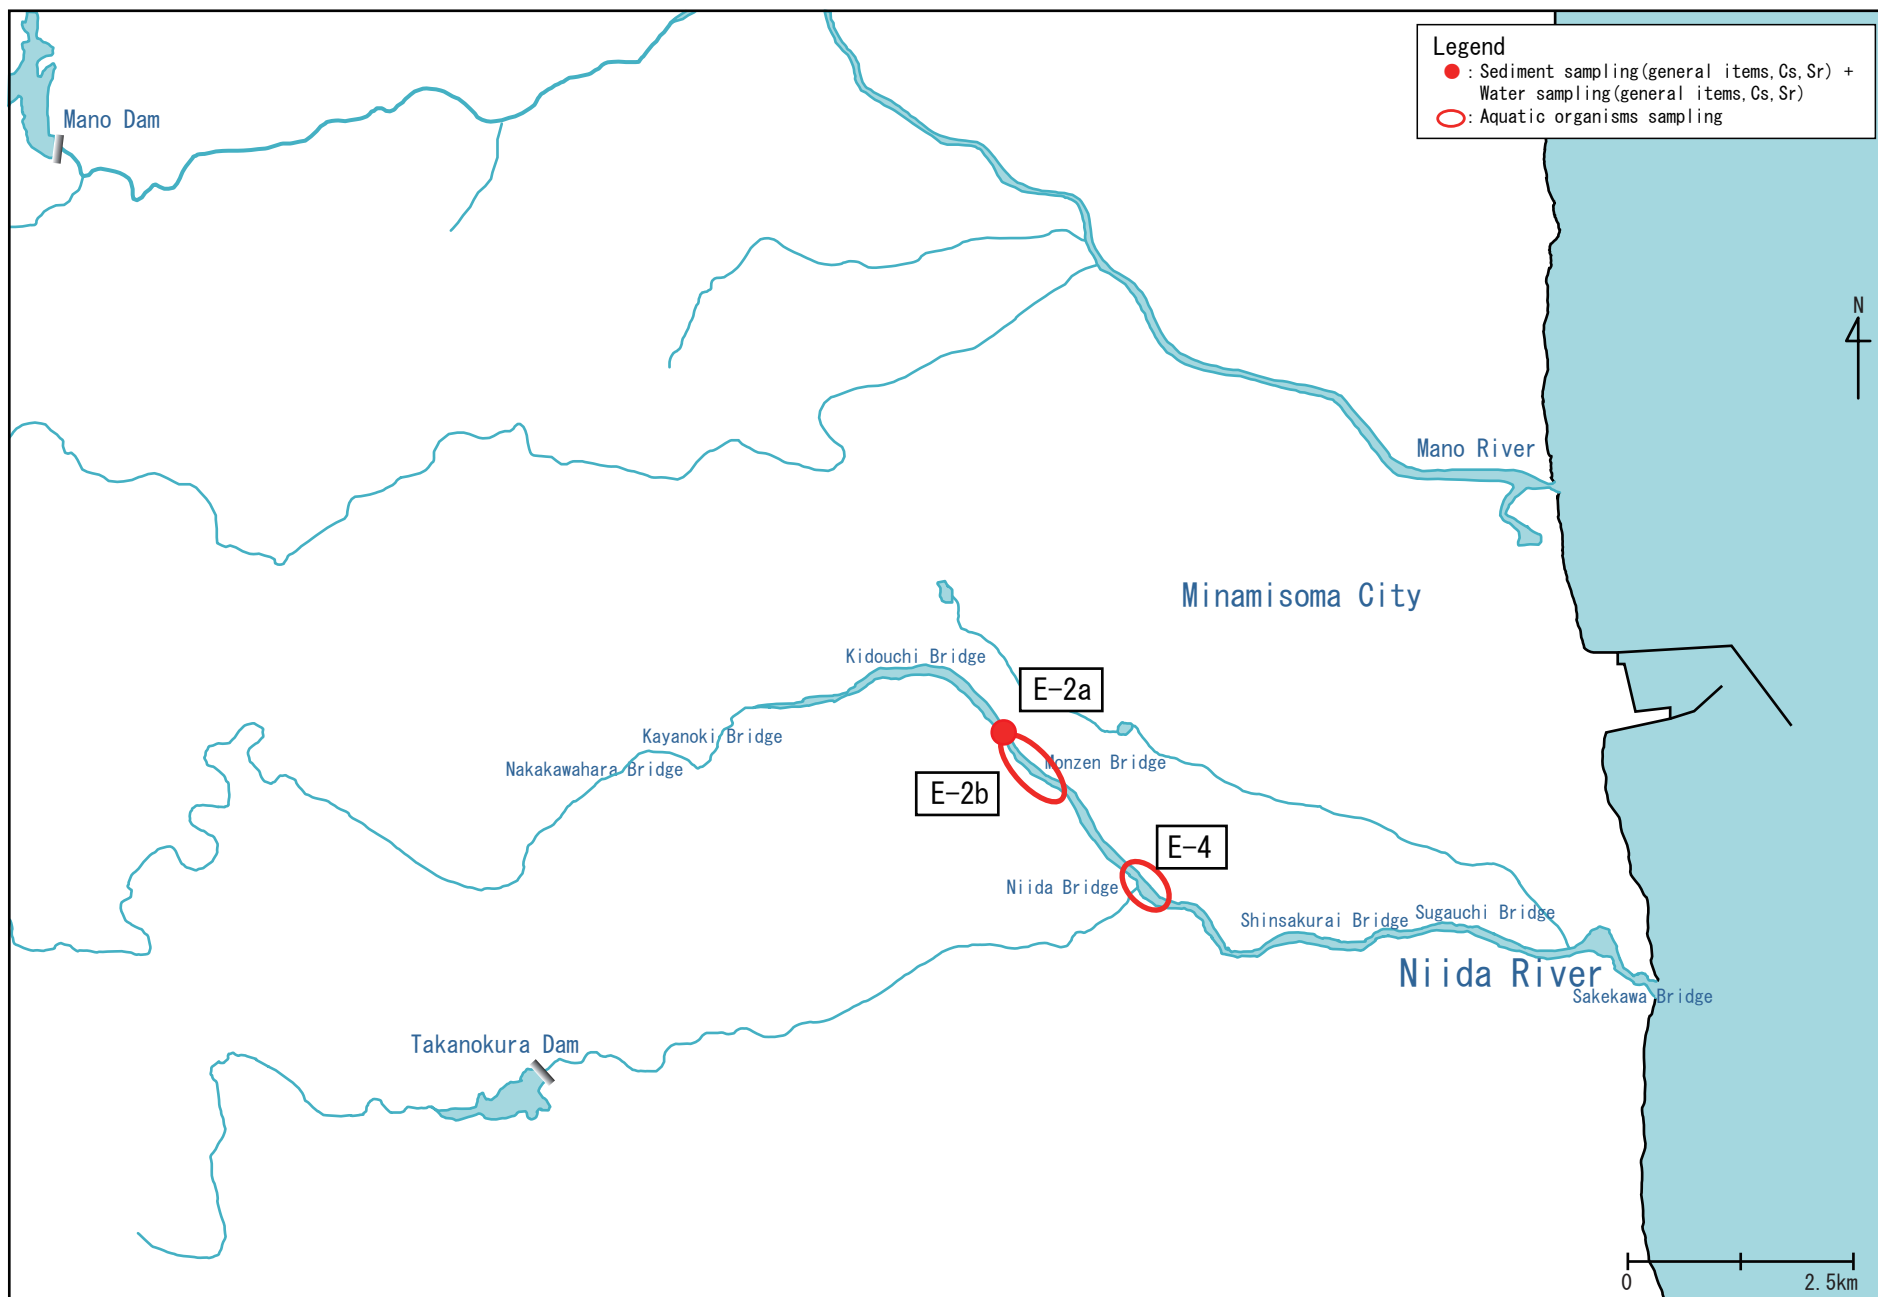 Legend
: Sediment sampling(general items,Cs,Sr) +
Water sampling(general items,Cs,Sr)
: Aquatic organisms sampling
Mano Dam
N
Mano River
Minamisoma City
Kidouchi Bridge
E-2a
Kayanoki Bridge
Nakakawahara Bridge
Monzen Bridge
E-2b
E-4
Niida Bridge
Shinsakurai Bridge
Sugauchi Bridge
Niida River
Sakekawa Bridge
Takanokura Dam
0
2.5km